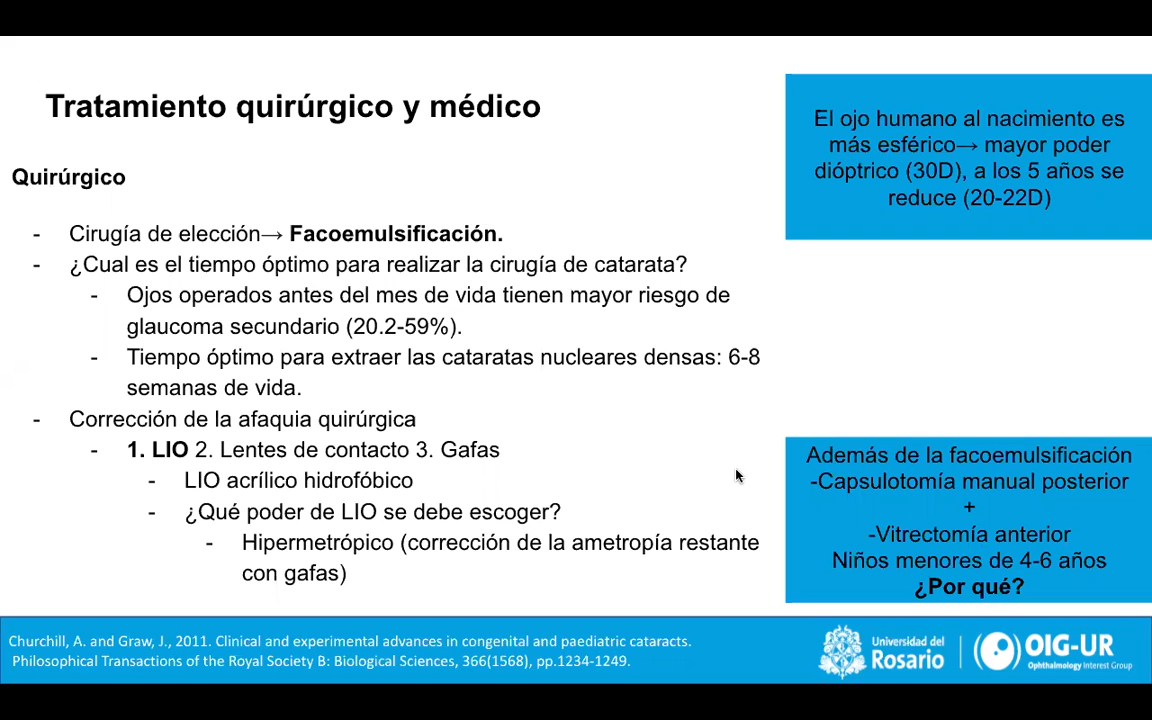 Tratamiento quirúrgico y médico
Quirúrgico
- Cirugía de elección→ Facoemulsificación.
- ¿Cual es el tiempo óptimo para realizar la cirugía de catarata?
- Ojos operados antes del mes de vida tienen mayor riesgo de
glaucoma secundario (20.2-59%).
- Tiempo óptimo para extraer las cataratas nucleares densas: 6-8
semanas de vida.
- Corrección de la afaquia quirúrgica
- 1. LIO 2. Lentes de contacto 3. Gafas
- LIO acrílico hidrofóbico
- ¿Qué poder de LIO se debe escoger?
- Hipermetrópico (corrección de la ametropía restante
con gafas)
El ojo humano al nacimiento es
más esférico→ mayor poder
dióptrico (30D), a los 5 años se
reduce (20-22D)
Además de la facoemulsificación
-Capsulotomía manual posterior
+
-Vitrectomía anterior
Niños menores de 4-6 años
¿Por qué?
Churchill, A. and Graw, J., 2011. Clinical and experimental advances in congenital and paediatric cataracts.
Philosophical Transactions of the Royal Society B: Biological Sciences, 366(1568), pp.1234-1249.
Universidad del
Rosario
OIG-UR
Ophthalmology Interest Group